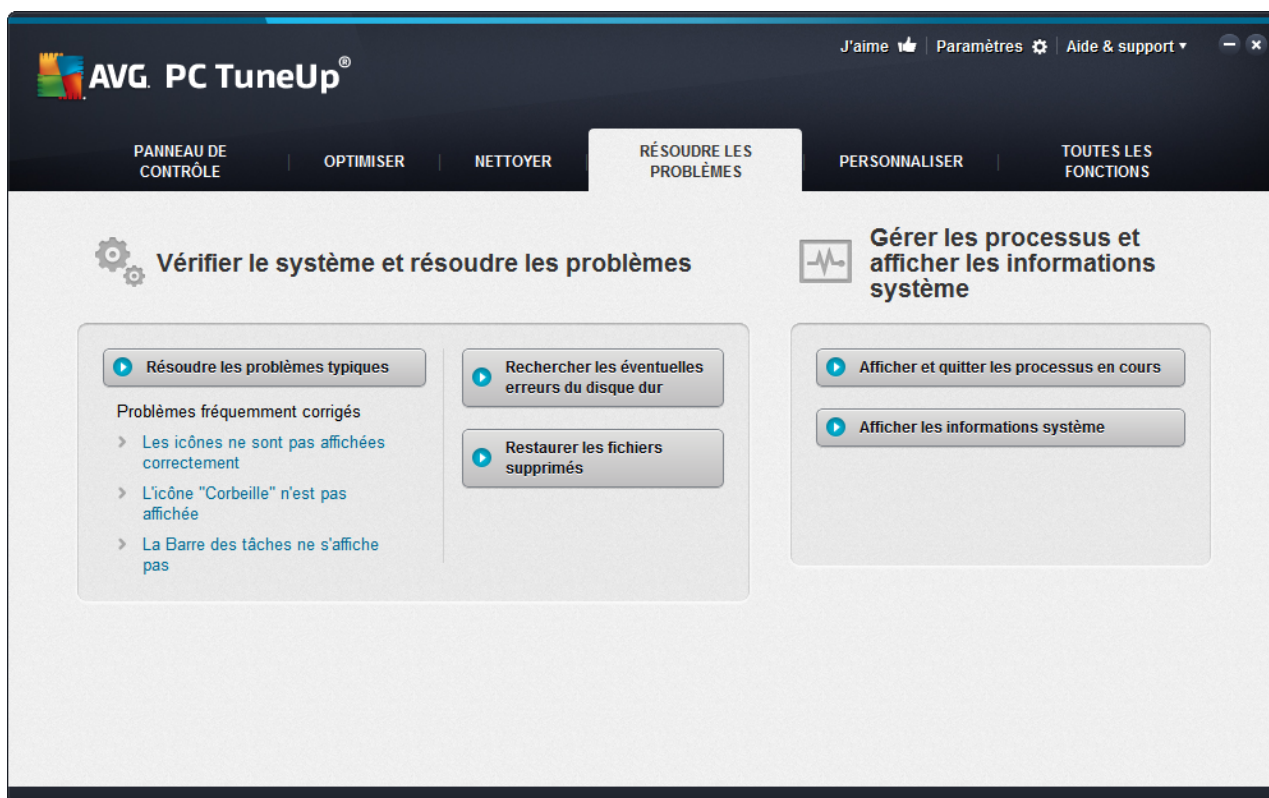 J'aime | Paramètres | Aide & support
AVG. PC TuneUp®
PANNEAU DE
CONTRÔLE
OPTIMISER
NETTOYER
RÉSOUDRE LES
PROBLÈMES
PERSONNALISER
TOUTES LES
FONCTIONS
Vérifier le système et résoudre les problèmes
Résoudre les problèmes typiques
Problèmes fréquemment corrigés
Les icônes ne sont pas affichées
correctement
L'icône "Corbeille" n'est pas
affichée
La Barre des tâches ne s'affiche
pas
Rechercher les éventuelles
erreurs du disque dur
Restaurer les fichiers
supprimés
Gérer les processus et
afficher les informations
système
Afficher et quitter les processus en cours
Afficher les informations système